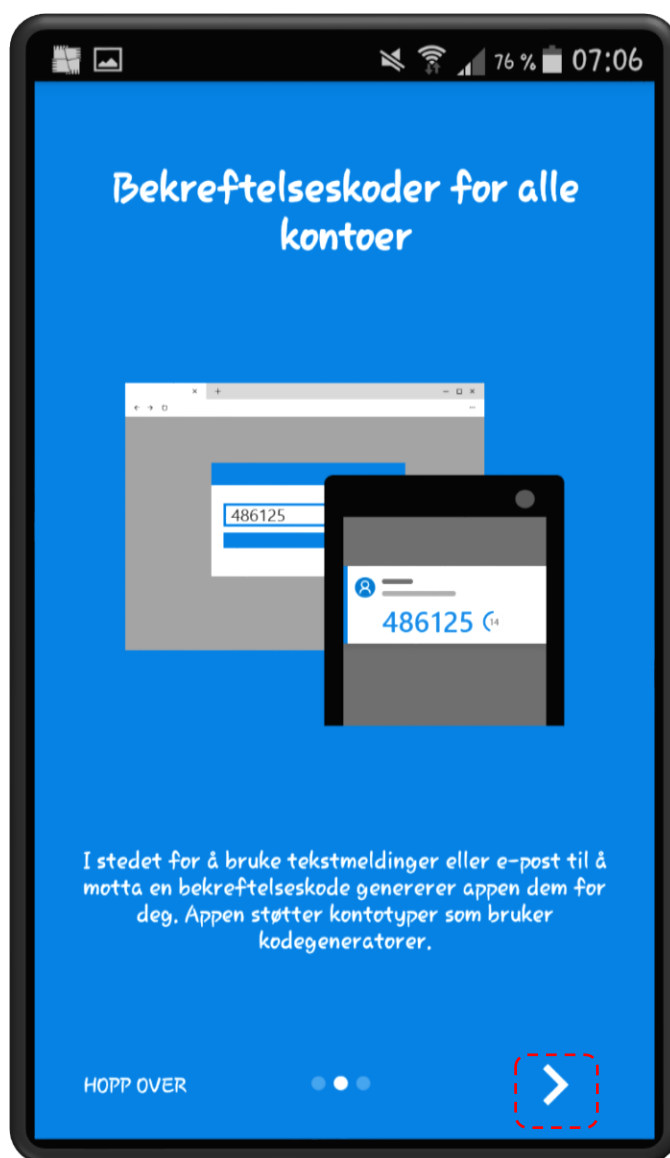 76 % 07:06
Bekreftelseskoder for alle
kontoer
486125
486125 14
I stedet for å bruke tekstmeldinger eller e-post til å
motta en bekreftelseskode genererer appen dem for
deg. Appen støtter kontotyper som bruker
kodegeneratorer.
HOPP OVER